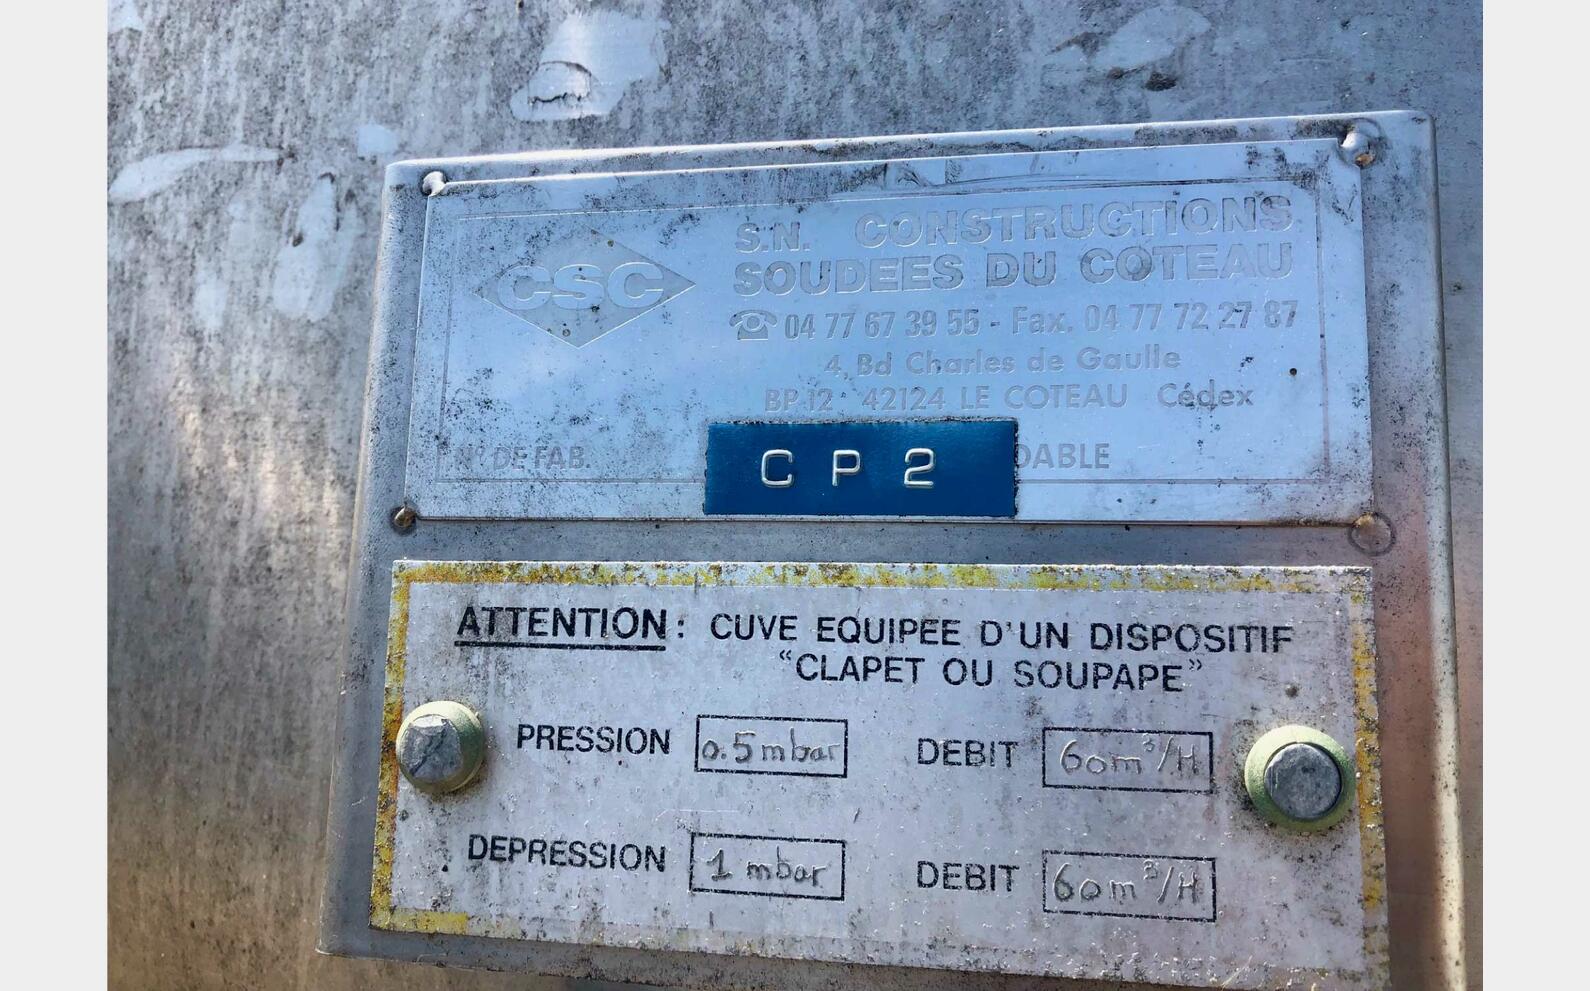 CSC
S.N. CONSTRUCTIONS
SOUDEES DU COTEAU
☎ 04 77 67 39 55 - Fax. 04 77 72 27 87
4, Bd Charles de Gaulle
BP.12 - 42124 LE COTEAU Cédex
N° DE FAB.
DABLE
CP2
ATTENTION : CUVE EQUIPEE D'UN DISPOSITIF
"CLAPET OU SOUPAPE"
PRESSION 0.5 mbar DEBIT 60m³/H
DEPRESSION 1 mbar DEBIT 60m³/H